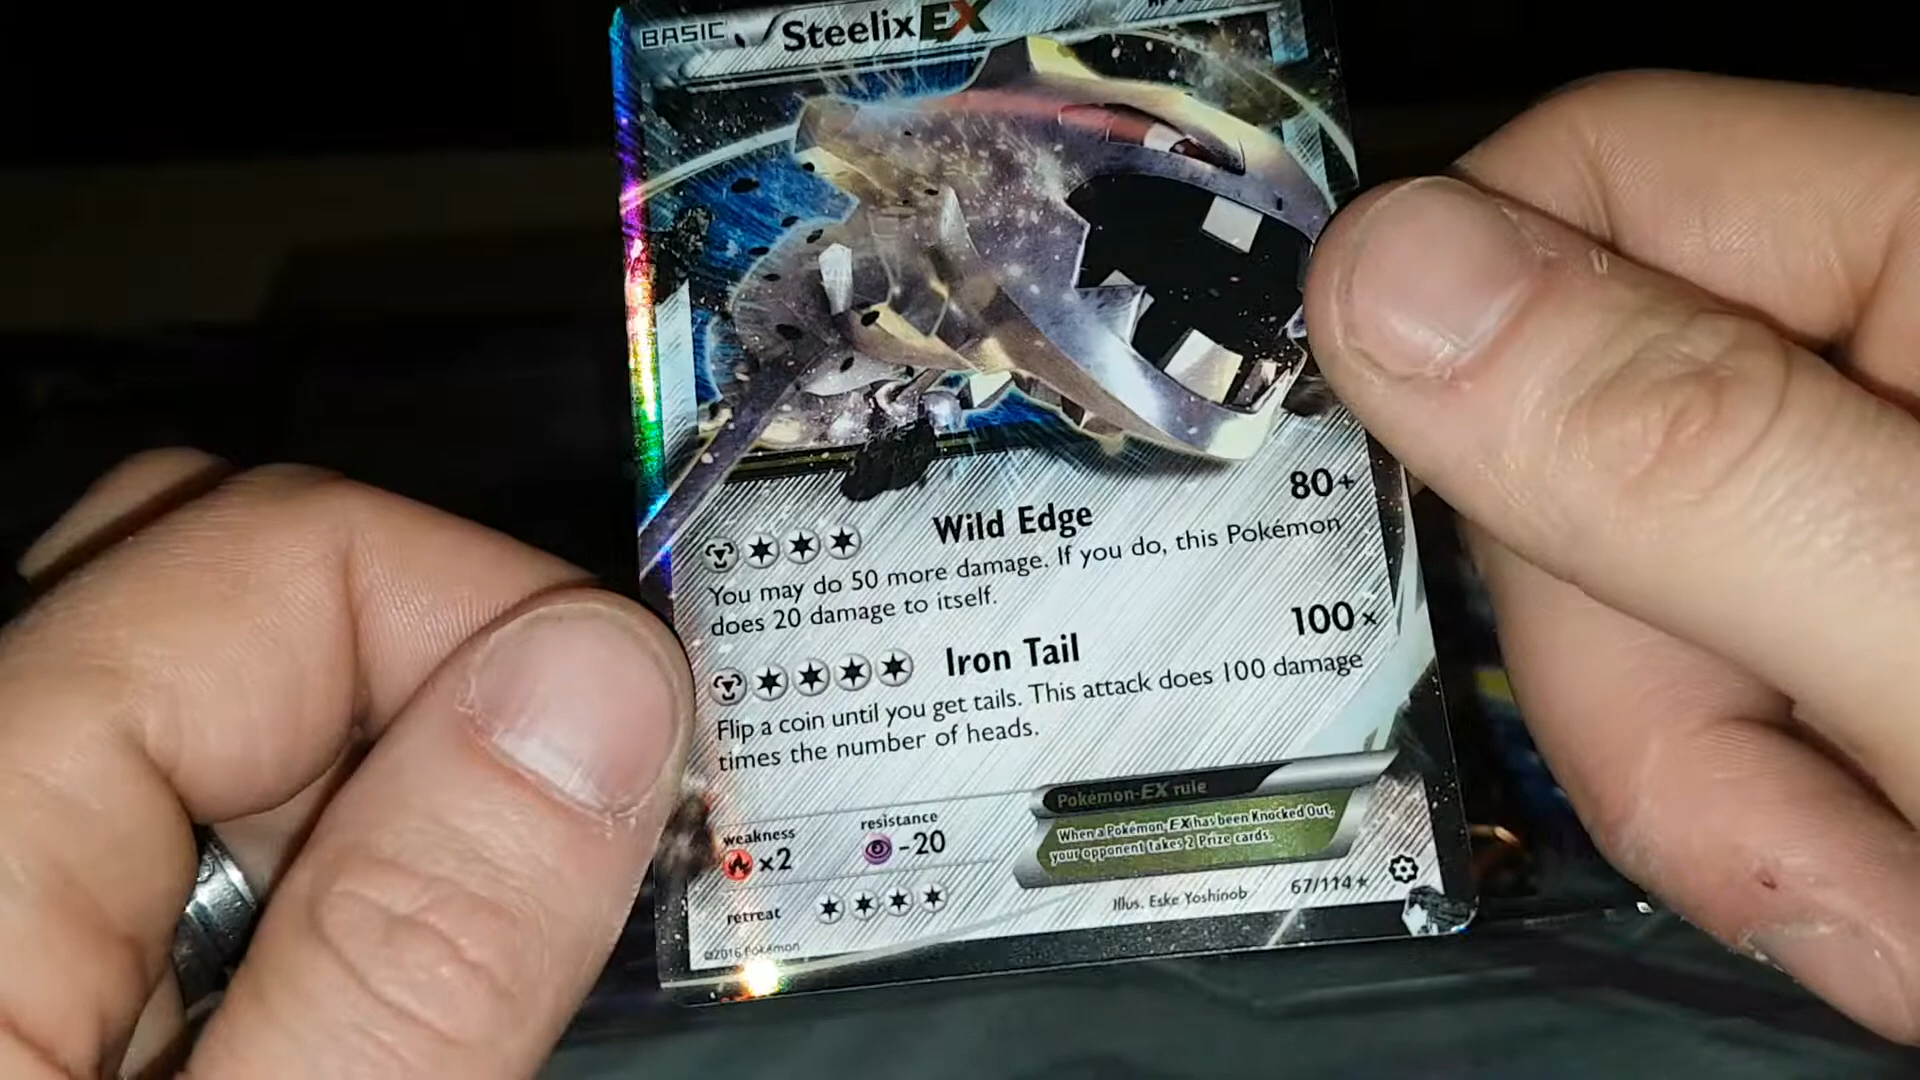 BASIC
SteelixEX
Wild Edge
80+
You may do 50 more damage. If you do, this Pokémon
does 20 damage to itself.
Iron Tail
100×
Flip a coin until you get tails. This attack does 100 damage
times the number of heads.
Pokémon-EX rule
When a Pokémon-EX has been Knocked Out,
your opponent takes 2 Prize cards.
weakness
×2
resistance
-20
retreat
Illus. Eske Yoshinob
67/114★
©2016 Pokémon